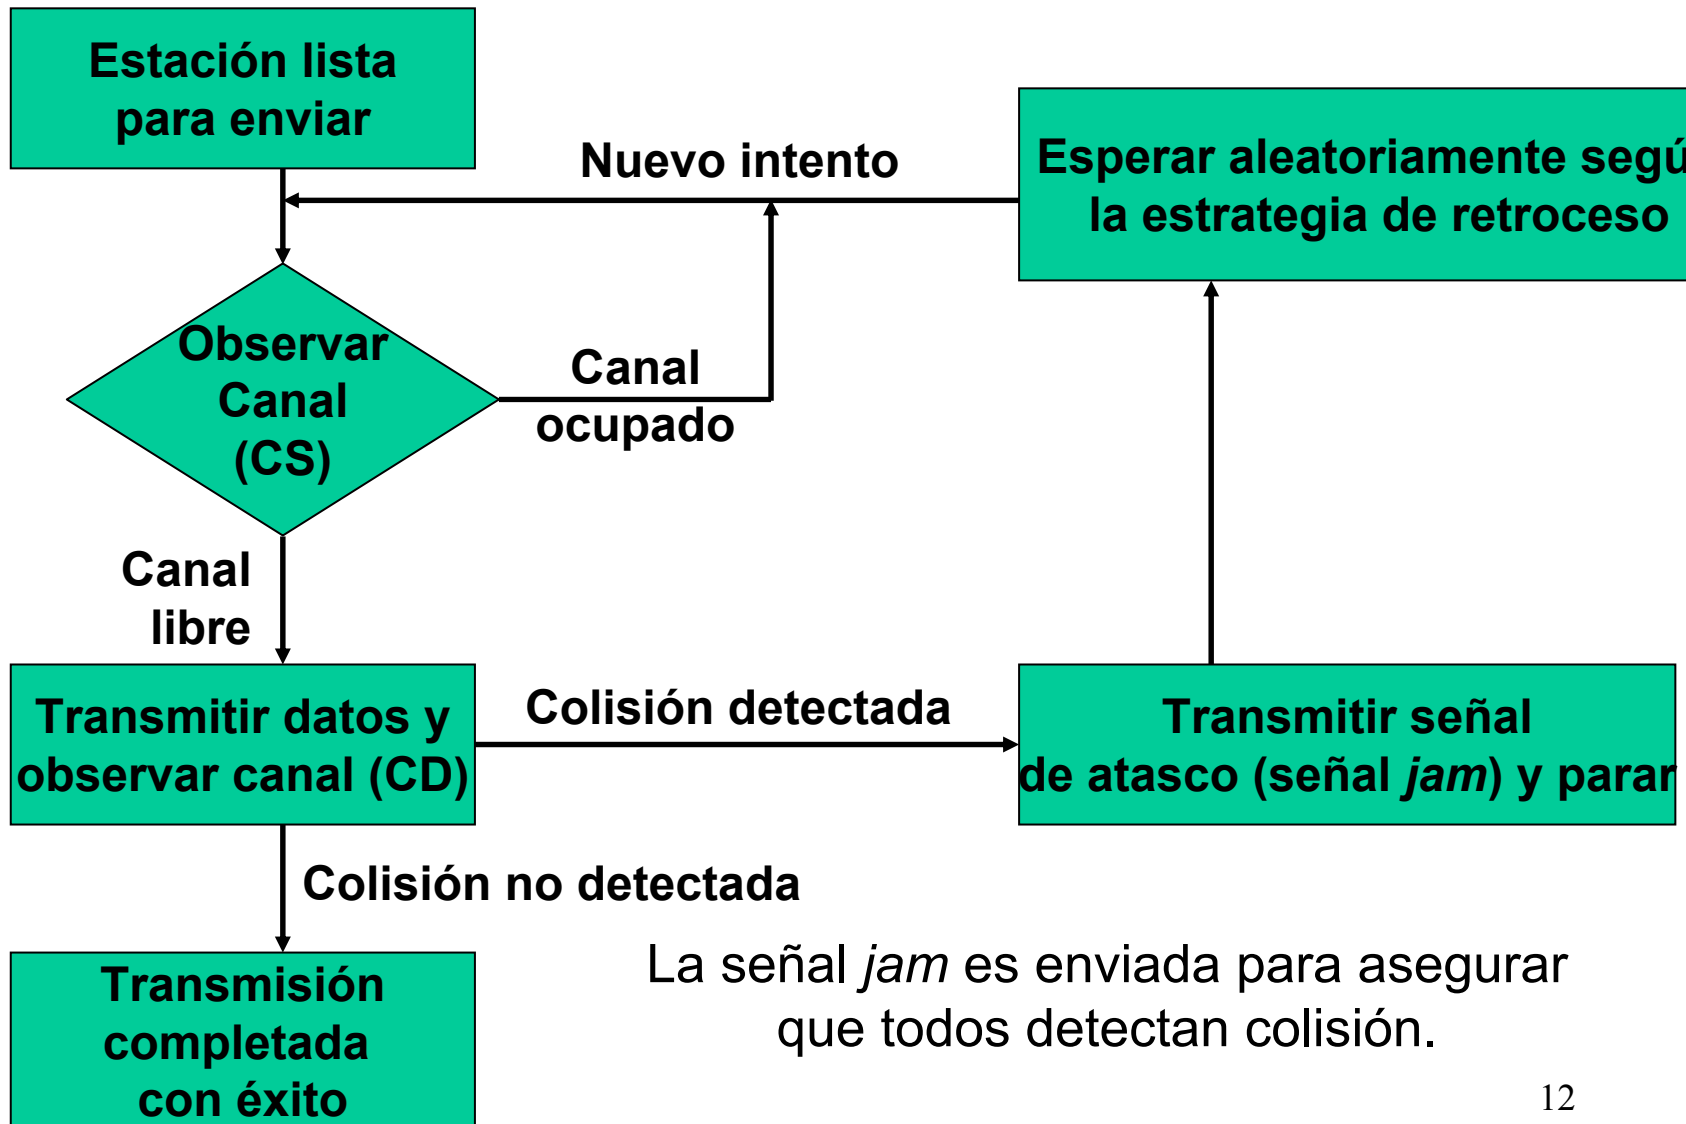 Estación lista
para enviar
Nuevo intento
Esperar aleatoriamente segú
la estrategia de retroceso
Observar
Canal
(CS)
Canal
ocupado
Canal
libre
Transmitir datos y
observar canal (CD)
Colisión detectada
Transmitir señal
de atasco (señal jam) y parar
Colisión no detectada
Transmisión
completada
con éxito
La señal jam es enviada para asegurar
que todos detectan colisión.
12